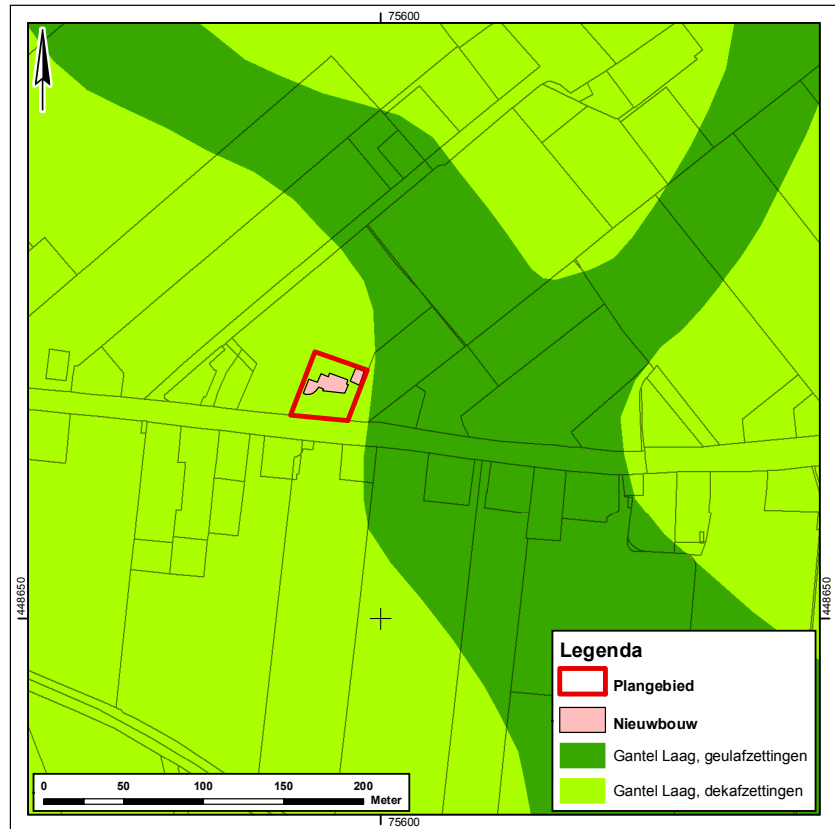 75600
448650
448650
Legenda
Plangebied
Nieuwbouw
Gantel Laag, geulafzettingen
Gantel Laag, dekafzettingen
0 50 100 150 200
Meter
75600